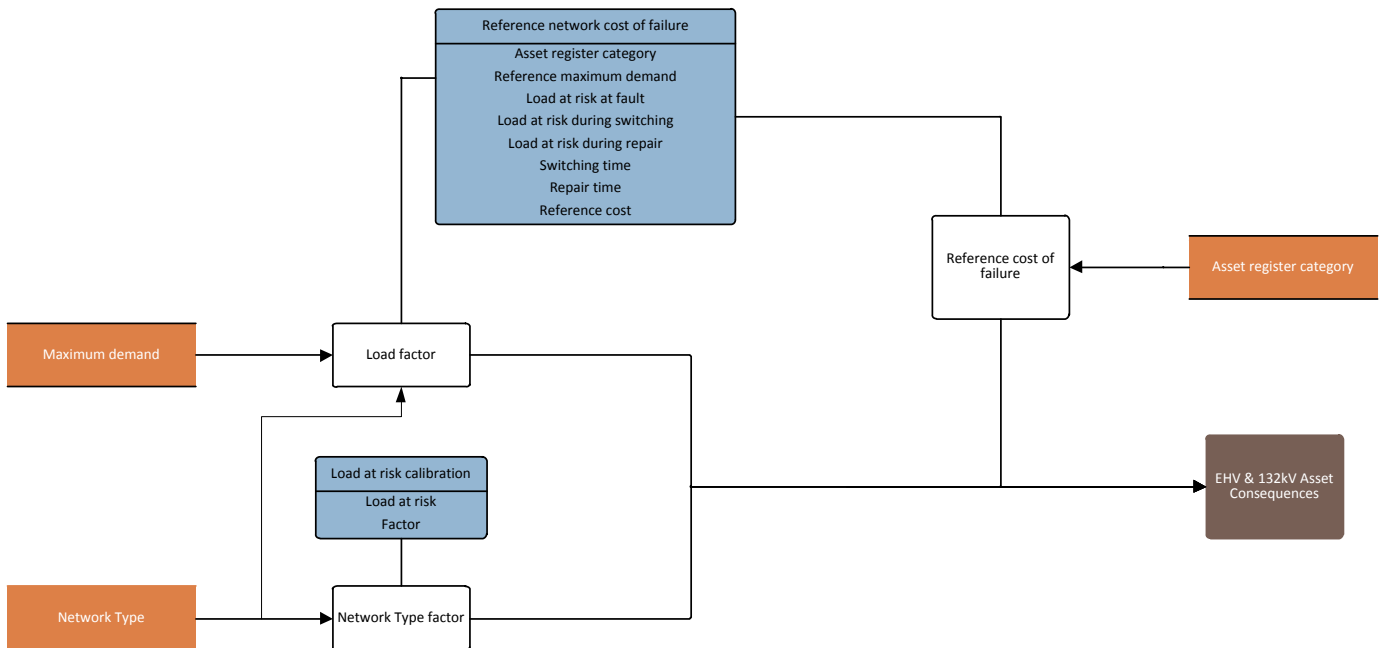 Reference network cost of failure
Asset register category
Reference maximum demand
Load at risk at fault
Load at risk during switching
Load at risk during repair
Switching time
Repair time
Reference cost
Reference cost of
failure
Asset register category
Maximum demand
Load factor
Load at risk calibration
Load at risk
Factor
EHV & 132kV Asset
Consequences
Network Type
Network Type factor